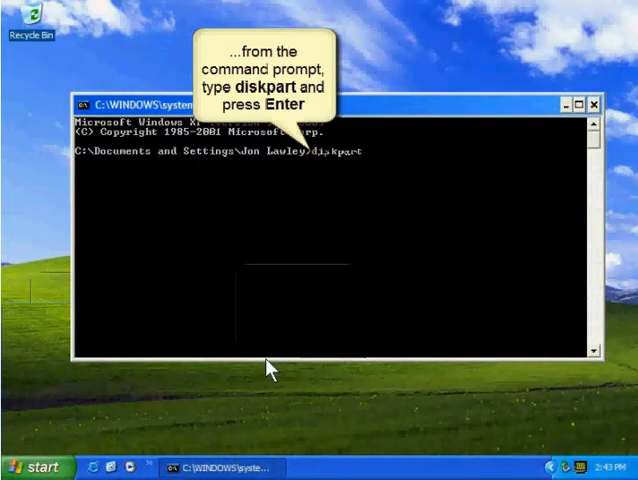 Recycle Bin
...from the
command prompt,
type diskpart and
press Enter
C:\WINDOWS\system
Microsoft Windows XP
(C) Copyright 1985-2001 Microsoft Corp.
C:\Documents and Settings\Jon Lawley>diskpart
start
C:\WINDOWS\syste...
2:43 PM